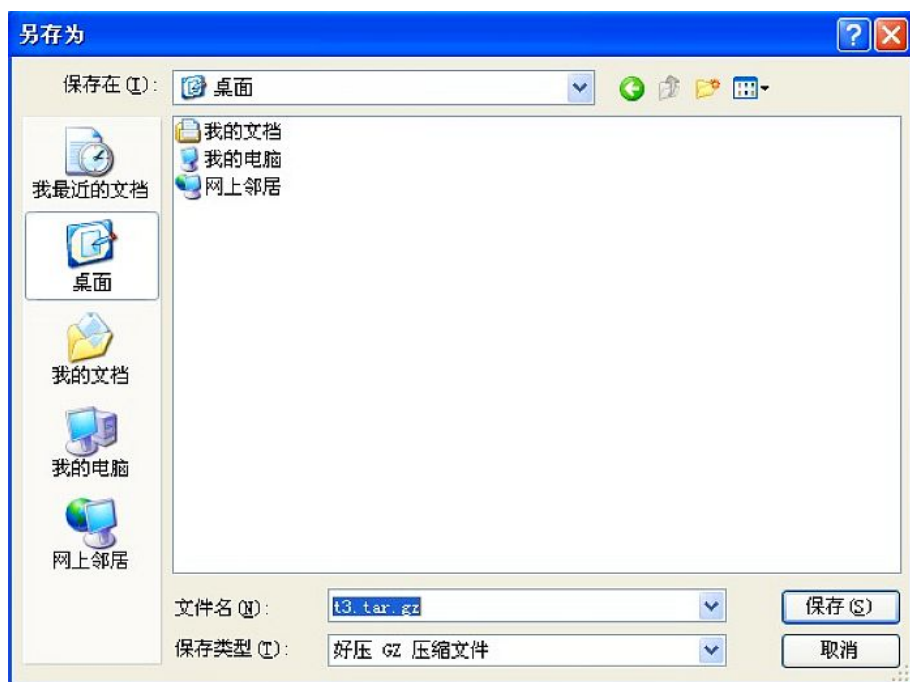 另存为
保存在(I):
桌面
我最近的文档
桌面
我的文档
我的电脑
网上邻居
我的文档
我的电脑
网上邻居
文件名(N):
t3.tar.gz
保存(S)
保存类型(T):
好压 GZ 压缩文件
取消